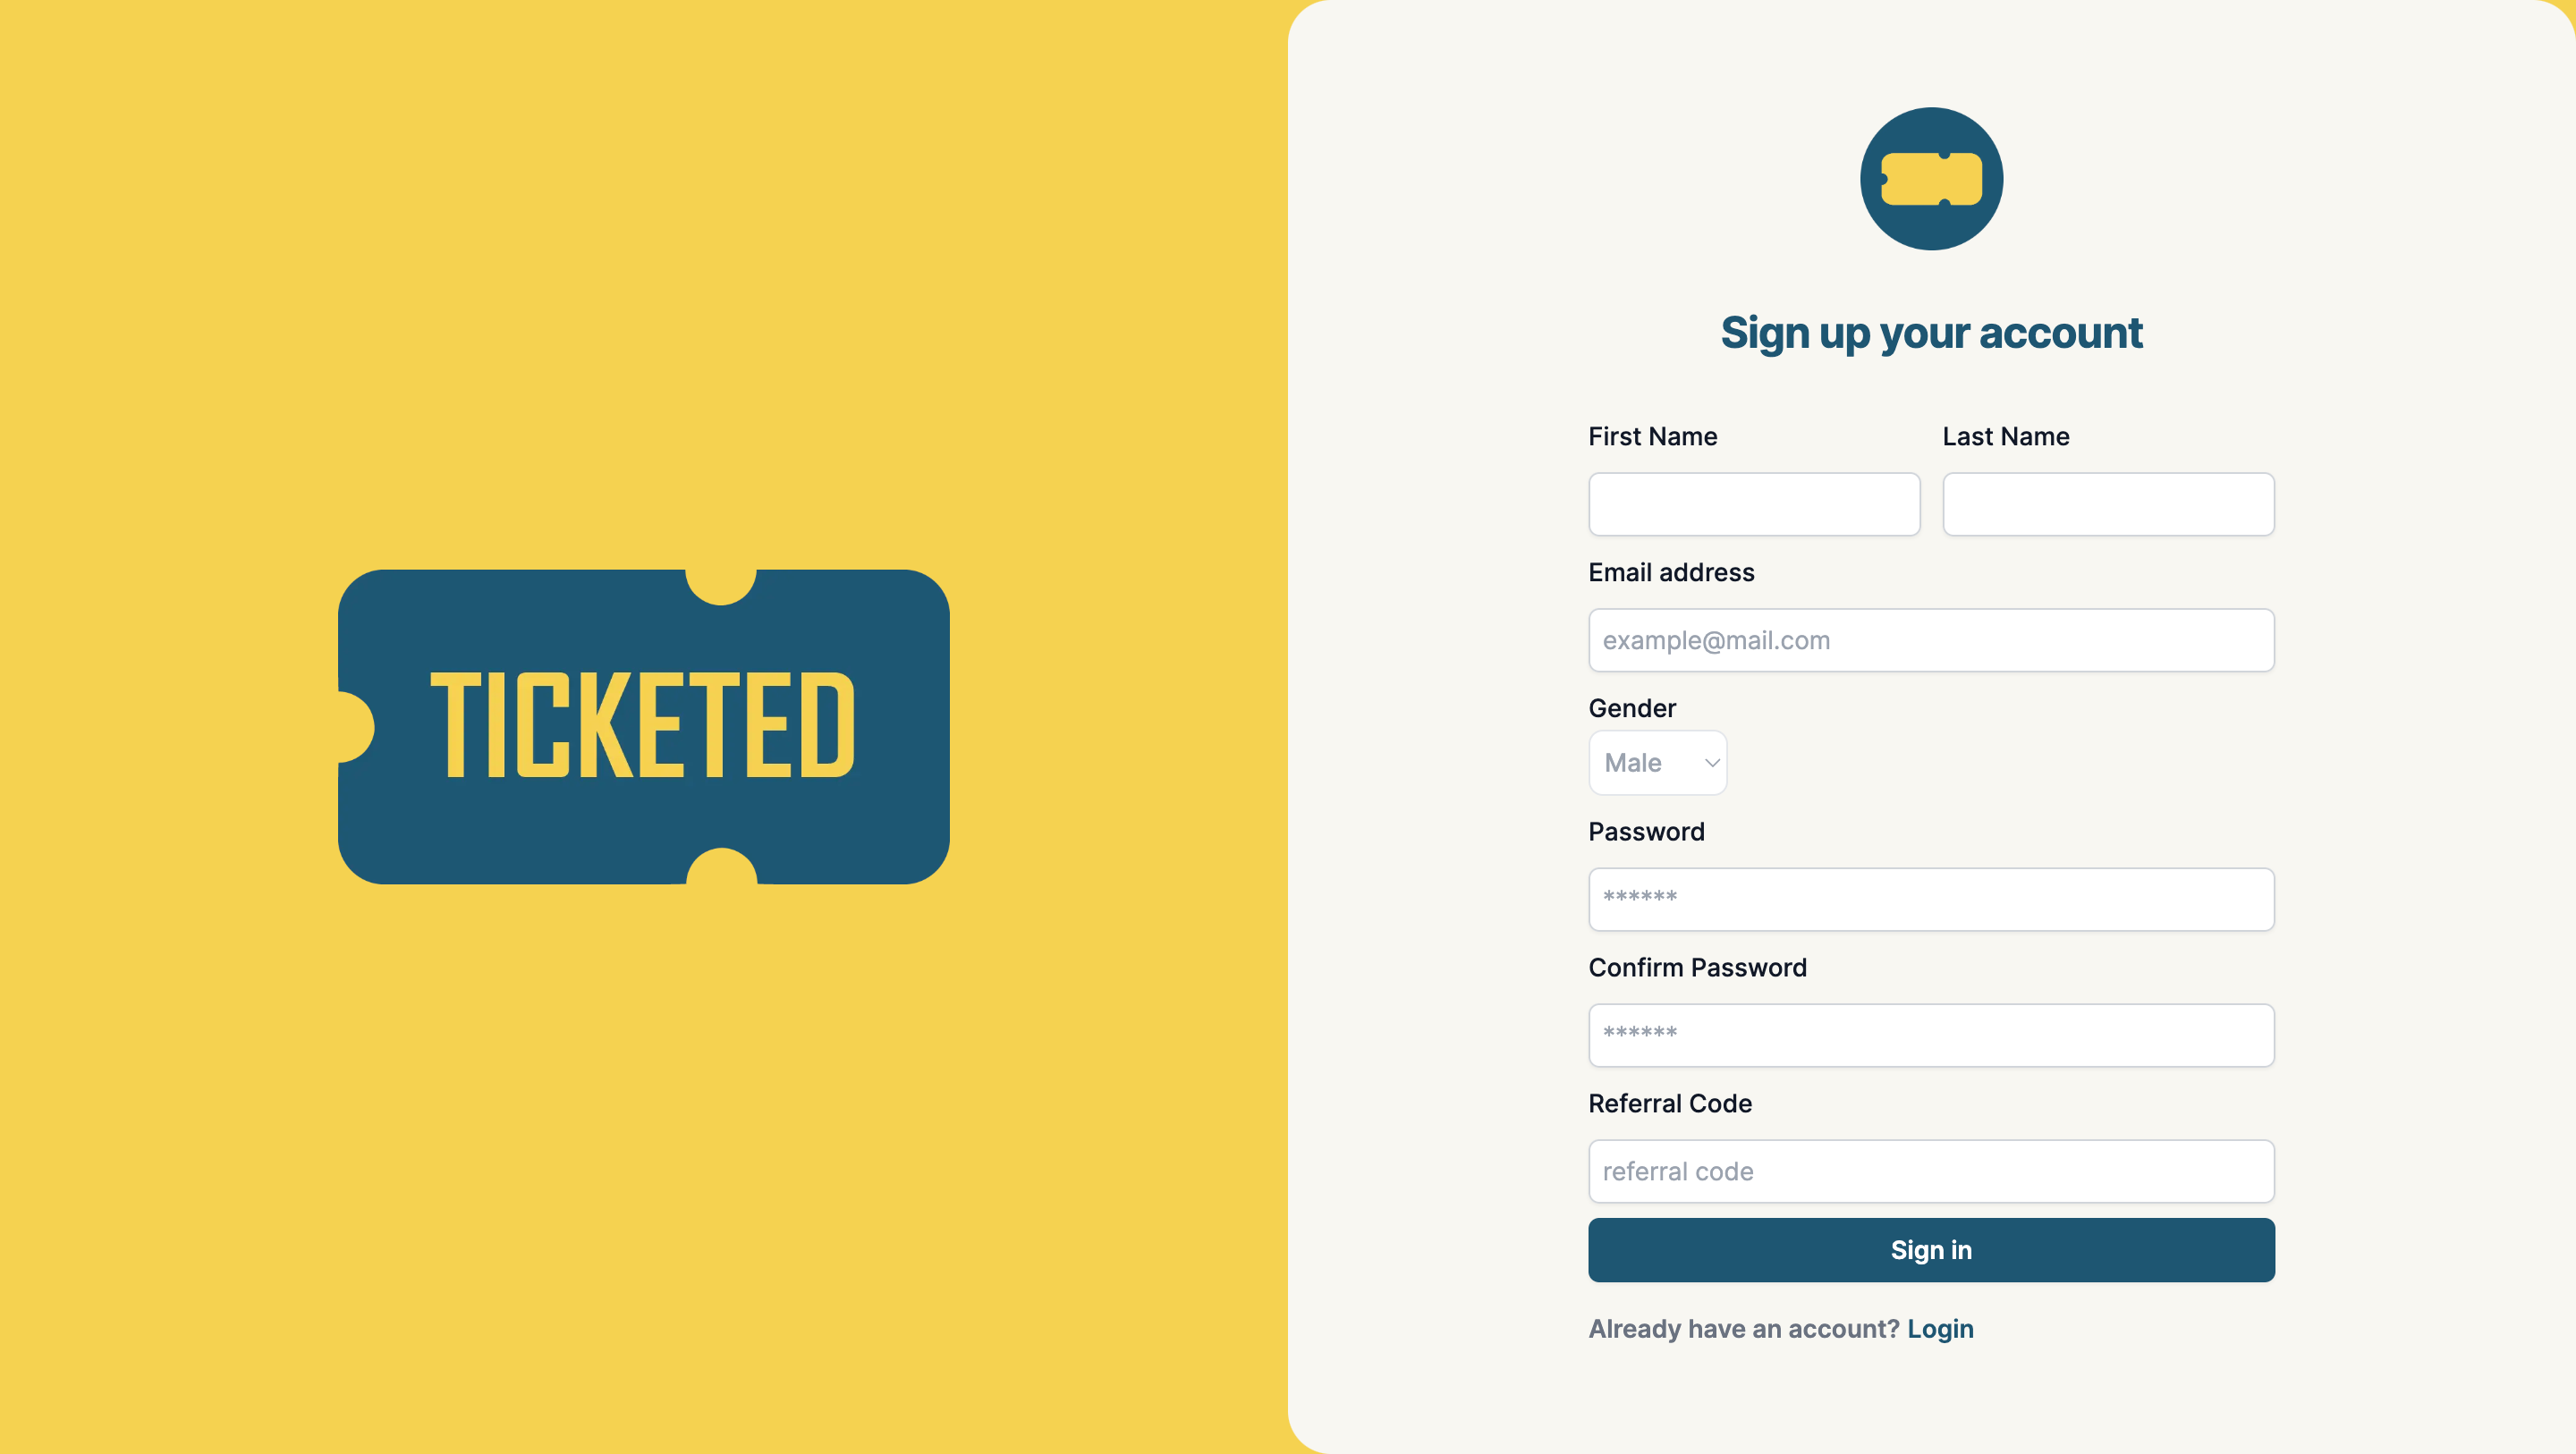 TICKETED
Sign up your account
First Name
Last Name
Email address
example@mail.com
Gender
Male
Password
******
Confirm Password
******
Referral Code
referral code
Sign in
Already have an account? Login